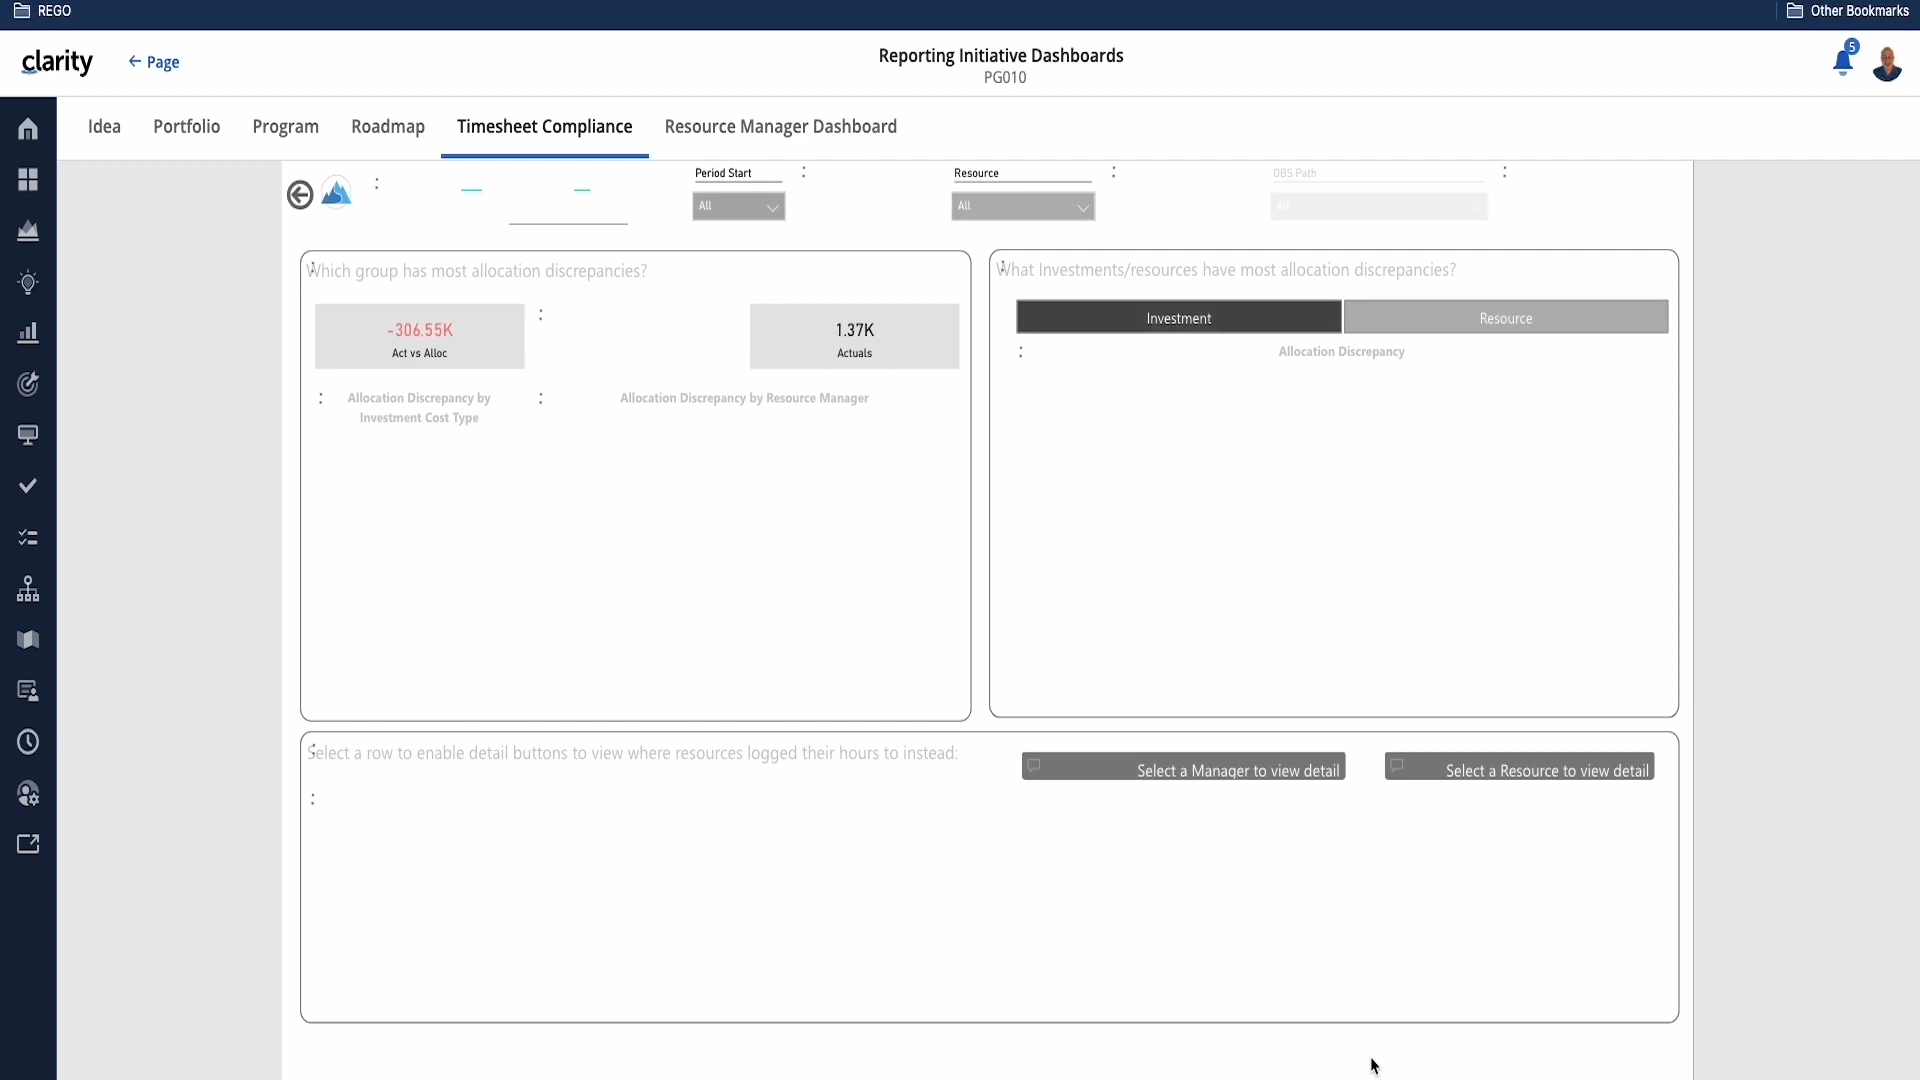 REGO
Other Bookmarks
clarity
Page
Reporting Initiative Dashboards
PG010
5
Idea
Portfolio
Program
Roadmap
Timesheet Compliance
Resource Manager Dashboard
Period Start
Resource
OBS Path
All
All
All
Which group has most allocation discrepancies?
What Investments/resources have most allocation discrepancies?
-306.55K
Act vs Alloc
1.37K
Actuals
Investment
Resource
Allocation Discrepancy
Allocation Discrepancy by
Investment Cost Type
Allocation Discrepancy by Resource Manager
Select a row to enable detail buttons to view where resources logged their hours to instead:
Select a Manager to view detail
Select a Resource to view detail